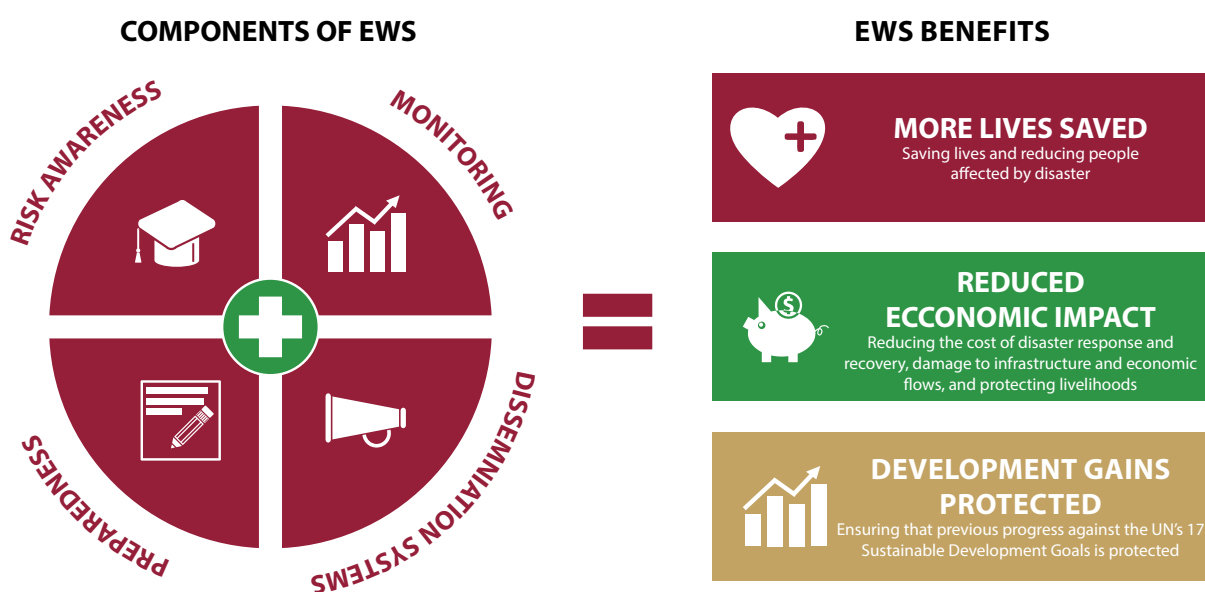 COMPONENTS OF EWS
RISK AWARENESS
MONITORING
PREPAREDNESS
DISSEMNIATION SYSTEMS
EWS BENEFITS
MORE LIVES SAVED
Saving lives and reducing people
affected by disaster
$
REDUCED
ECCONOMIC IMPACT
Reducing the cost of disaster response and
recovery, damage to infrastructure and economic
flows, and protecting livelihoods
DEVELOPMENT GAINS
PROTECTED
Ensuring that previous progress against the UN's 17
Sustainable Development Goals is protected